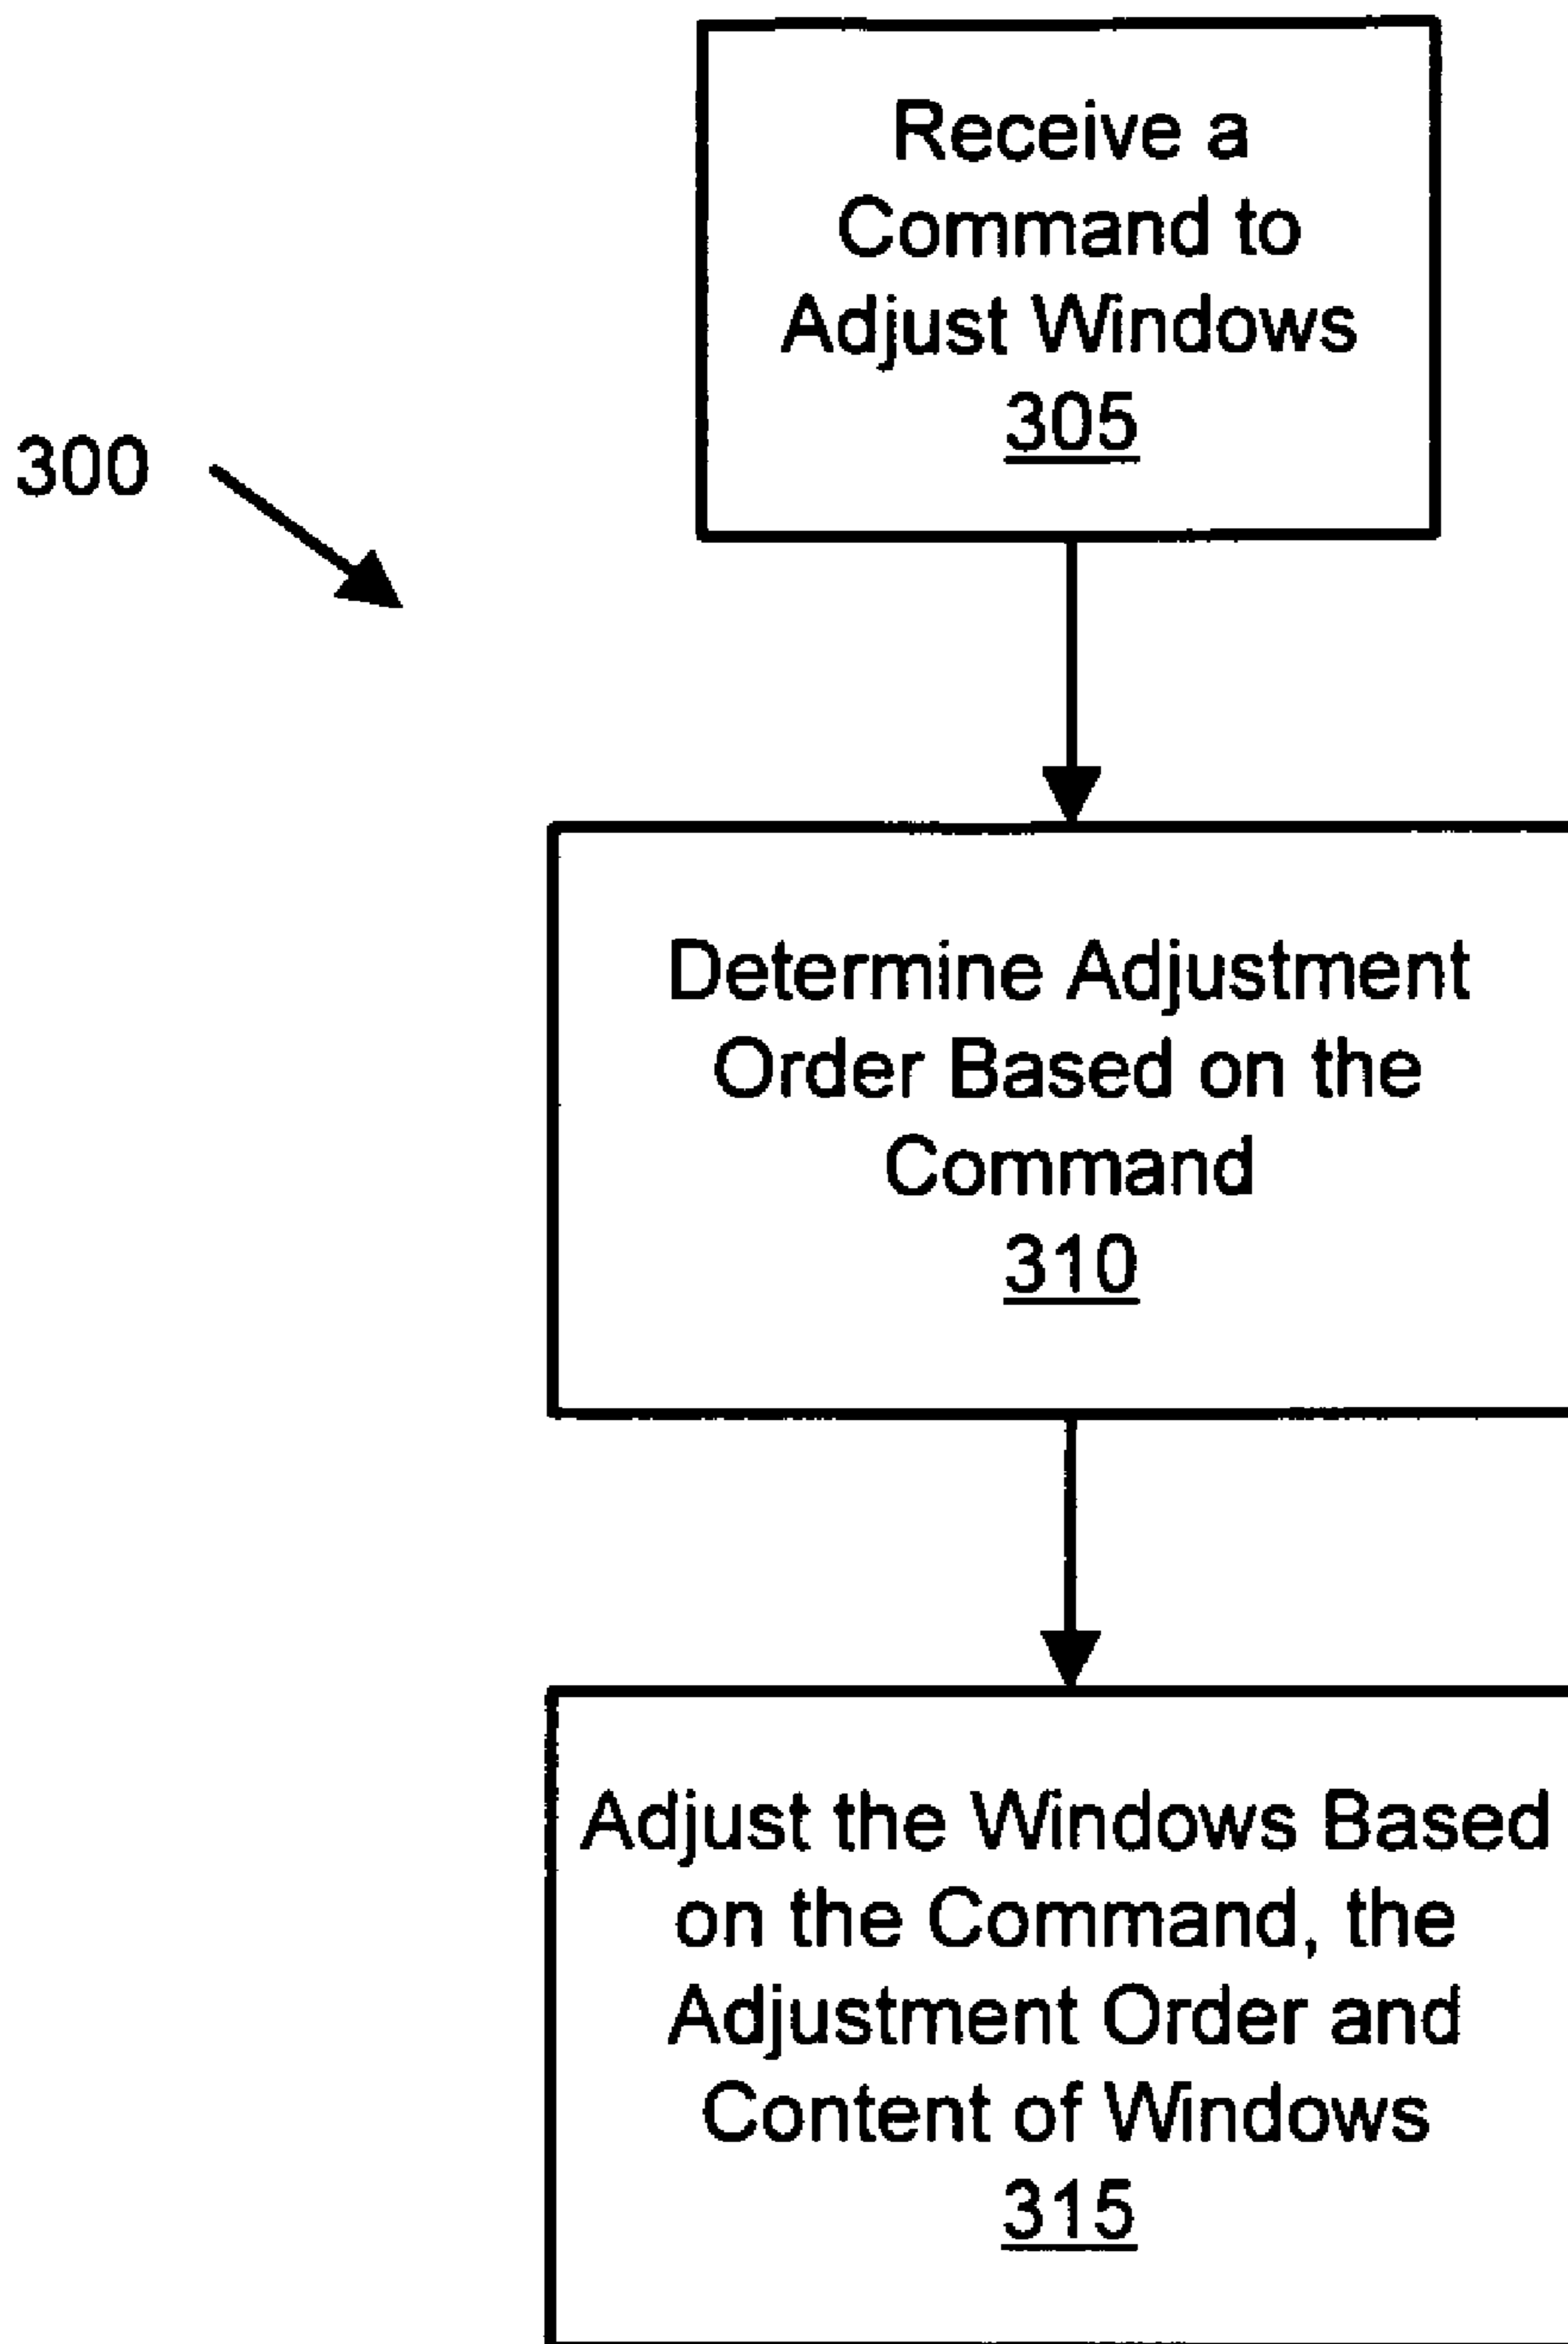 Receive a
Command to
Adjust Windows
305
300
Determine Adjustment
Order Based on the
Command
310
Adjust the Windows Based
on the Command, the
Adjustment Order and
Content of Windows
315